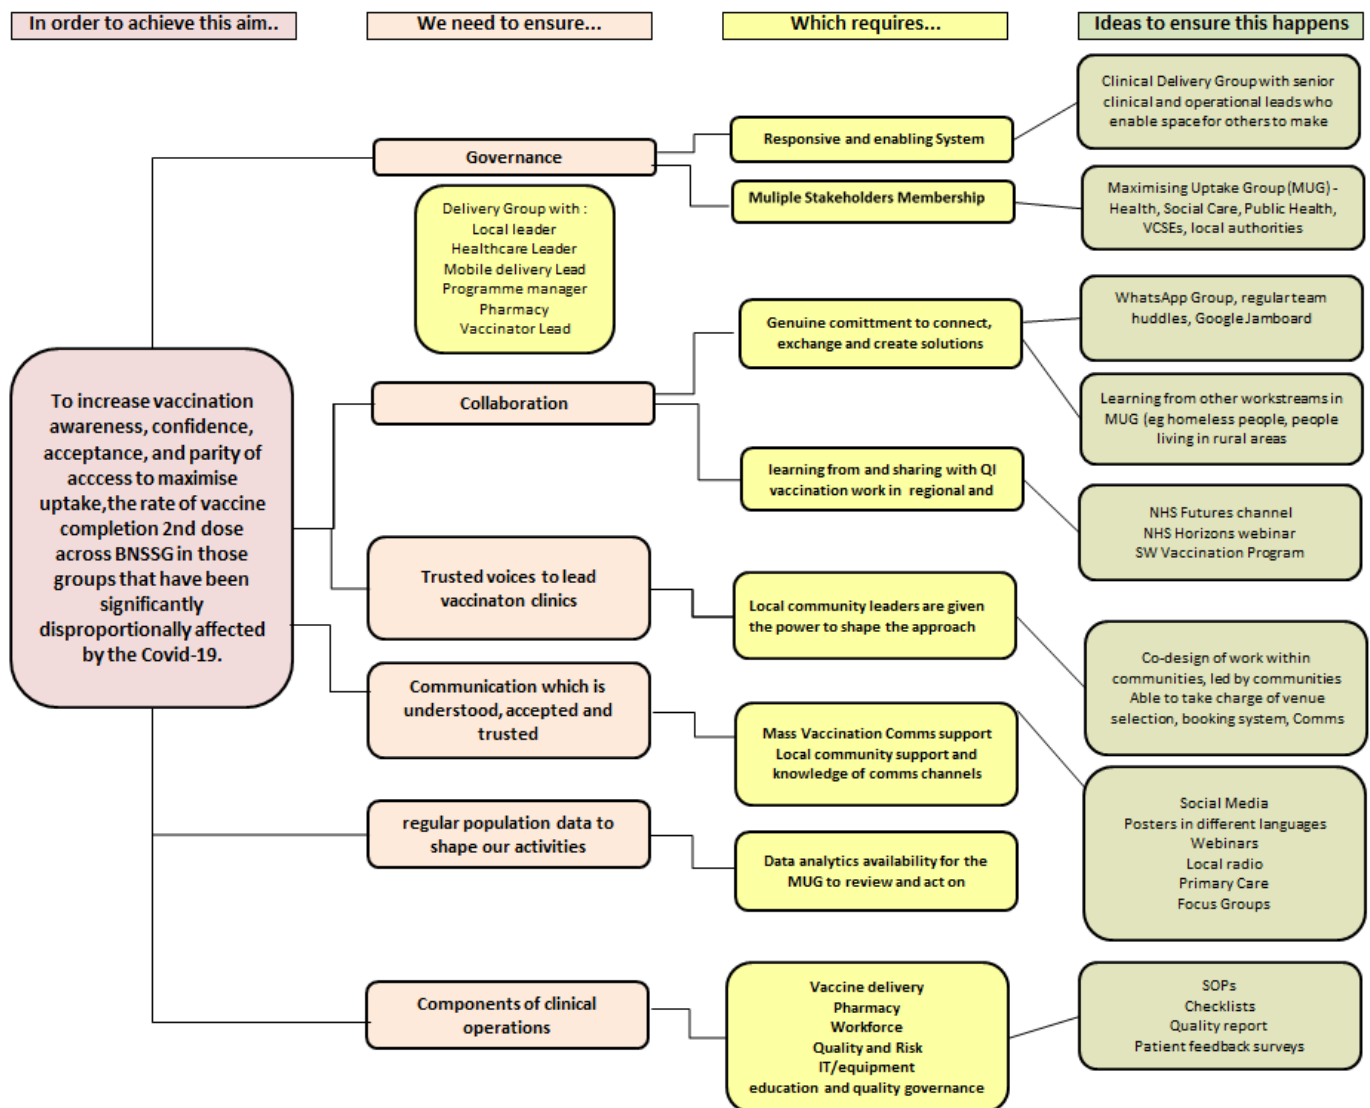 In order to achieve this aim..
We need to ensure...
Which requires...
Ideas to ensure this happens
To increase vaccination
awareness, confidence,
acceptance, and parity of
acccess to maximise
uptake,the rate of vaccine
completion 2nd dose
across BNSSG in those
groups that have been
significantly
disproportionally affected
by the Covid-19.
Governance
Delivery Group with :
Local leader
Healthcare Leader
Mobile delivery Lead
Programme manager
Pharmacy
Vaccinator Lead
Collaboration
Trusted voices to lead
vaccinaton clinics
Communication which is
understood, accepted and
trusted
regular population data to
shape our activities
Components of clinical
operations
Responsive and enabling System
Muliple Stakeholders Membership
Genuine comittment to connect,
exchange and create solutions
learning from and sharing with QI
vaccination work in regional and
Local community leaders are given
the power to shape the approach
Mass Vaccination Comms support
Local community support and
knowledge of comms channels
Data analytics availability for the
MUG to review and act on
Vaccine delivery
Pharmacy
Workforce
Quality and Risk
IT/equipment
education and quality governance
Clinical Delivery Group with senior
clinical and operational leads who
enable space for others to make
Maximising Uptake Group (MUG) -
Health, Social Care, Public Health,
VCSEs, local authorities
WhatsApp Group, regular team
huddles, Google Jamboard
Learning from other workstreams in
MUG (eg homeless people, people
living in rural areas
NHS Futures channel
NHS Horizons webinar
SW Vaccination Program
Co-design of work within
communities, led by communities
Able to take charge of venue
selection, booking system, Comms
Social Media
Posters in different languages
Webinars
Local radio
Primary Care
Focus Groups
SOPs
Checklists
Quality report
Patient feedback surveys